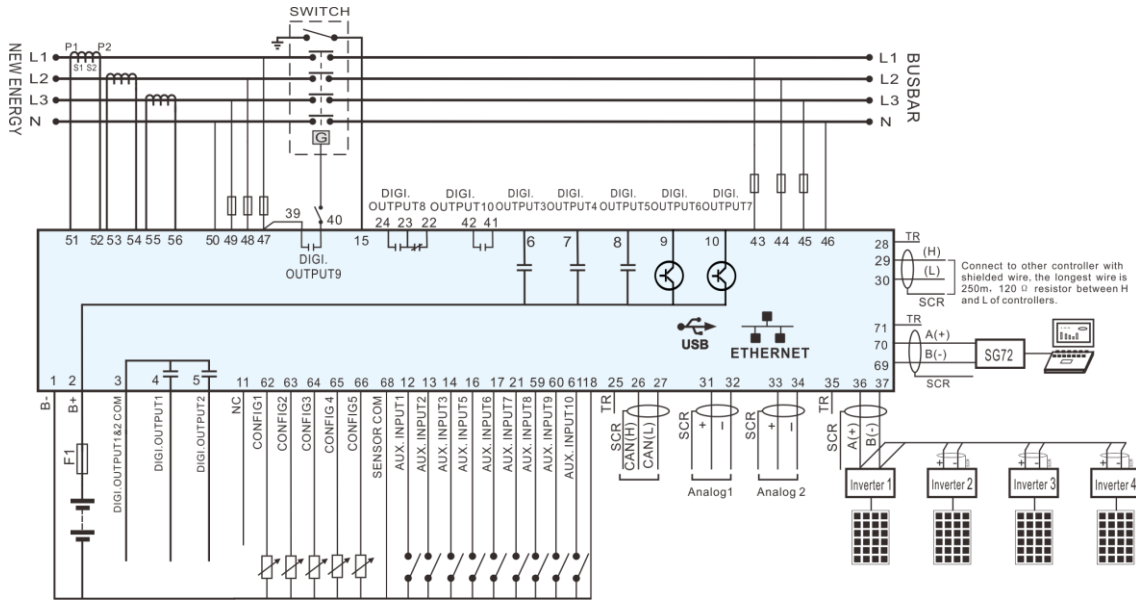 SWITCH
P1 P2
S1 S2
L1
L2
L3
N
NEW ENERGY
L1
L2
L3
N
BUSBAR
G
DIGI. OUTPUT8
DIGI. OUTPUT10
DIGI. OUTPUT3
DIGI. OUTPUT4
DIGI. OUTPUT5
DIGI. OUTPUT6
DIGI. OUTPUT7
39 40
24 23 22
42 41
51 52 53 54 55 56 50 49 48 47 15 6 7 8 9 10 43 44 45 46
DIGI.
OUTPUT9
28 TR
29 (H)
30 (L)
SCR
Connect to other controller with
shielded wire, the longest wire is
250m, 120 Ω resistor between H
and L of controllers.
71 TR
70 A(+)
69 B(-)
SCR
SG72
USB
ETHERNET
1 2 3 4 5 11 62 63 64 65 66 68 12 13 14 16 17 21 59 60 61 18 25 26 27 31 32 33 34 35 36 37
B-
B+
F1
DIGI.OUTPUT1&2 COM
DIGI.OUTPUT1
DIGI.OUTPUT2
NC
CONFIG1
CONFIG2
CONFIG3
CONFIG 4
CONFIG5
SENSOR COM
AUX. INPUT1
AUX. INPUT2
AUX. INPUT3
AUX. INPUT5
AUX. INPUT6
AUX. INPUT7
AUX. INPUT8
AUX. INPUT9
AUX. INPUT10
TR
SCR
CAN(H)
CAN(L)
SCR
+
−
Analog1
SCR
+
−
Analog 2
TR
SCR
A(+)
B(-)
+ -
+ -
+ -
Inverter 1
Inverter 2
Inverter 3
Inverter 4